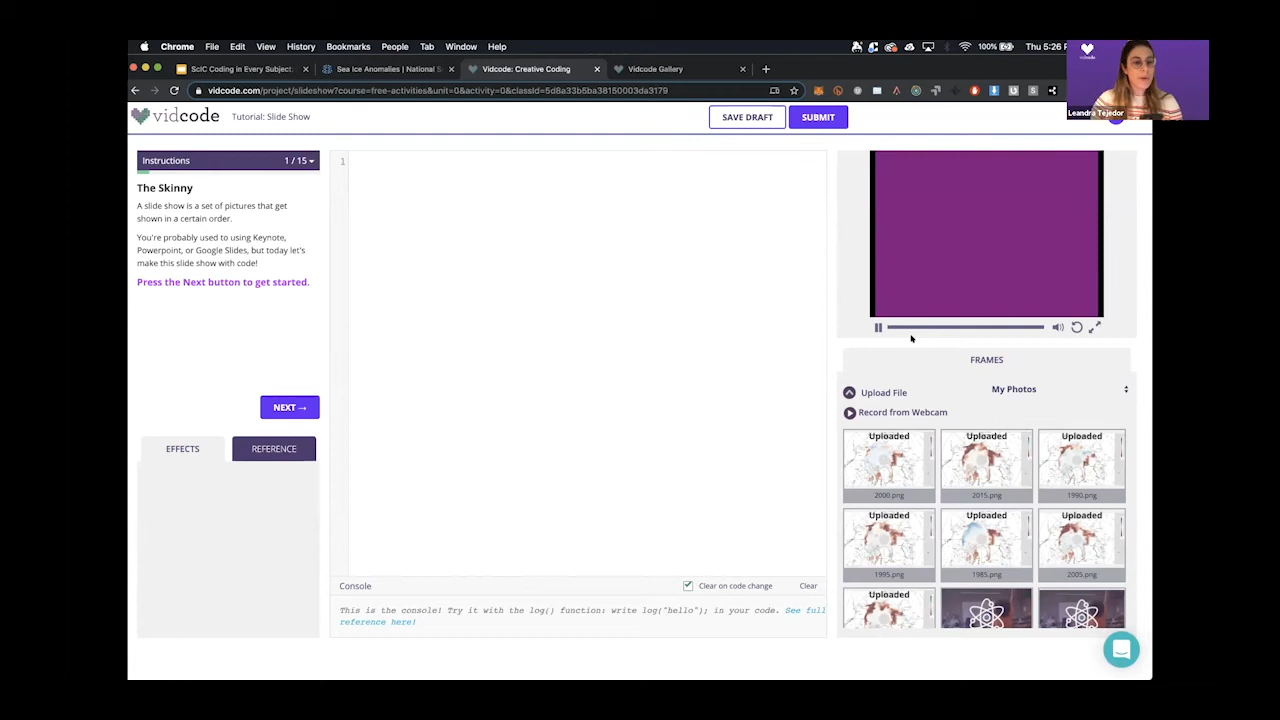 Chrome File Edit View History Bookmarks People Tab Window Help
100% Thu 5:26 P
SciC Coding in Every Subject:
Sea Ice Anomalies | National S
Vidcode: Creative Coding
Vidcode Gallery
vidcode.com/project/slideshow?course=free-activities&unit=0&activity=0&classId=5d8a33b5ba38150003da3179
vidcode
Leandra Tejedor
vidcode Tutorial: Slide Show
SAVE DRAFT
SUBMIT
Instructions 1 / 15
The Skinny
A slide show is a set of pictures that get
shown in a certain order.
You're probably used to using Keynote,
Powerpoint, or Google Slides, but today let's
make this slide show with code!
Press the Next button to get started.
NEXT →
EFFECTS
REFERENCE
1
Console
Clear on code change
Clear
This is the console! Try it with the log() function: write log("hello"); in your code. See full
reference here!
FRAMES
Upload File
My Photos
Record from Webcam
Uploaded Uploaded Uploaded
2000.png 2015.png 1990.png
Uploaded Uploaded Uploaded
1995.png 1985.png 2005.png
Uploaded